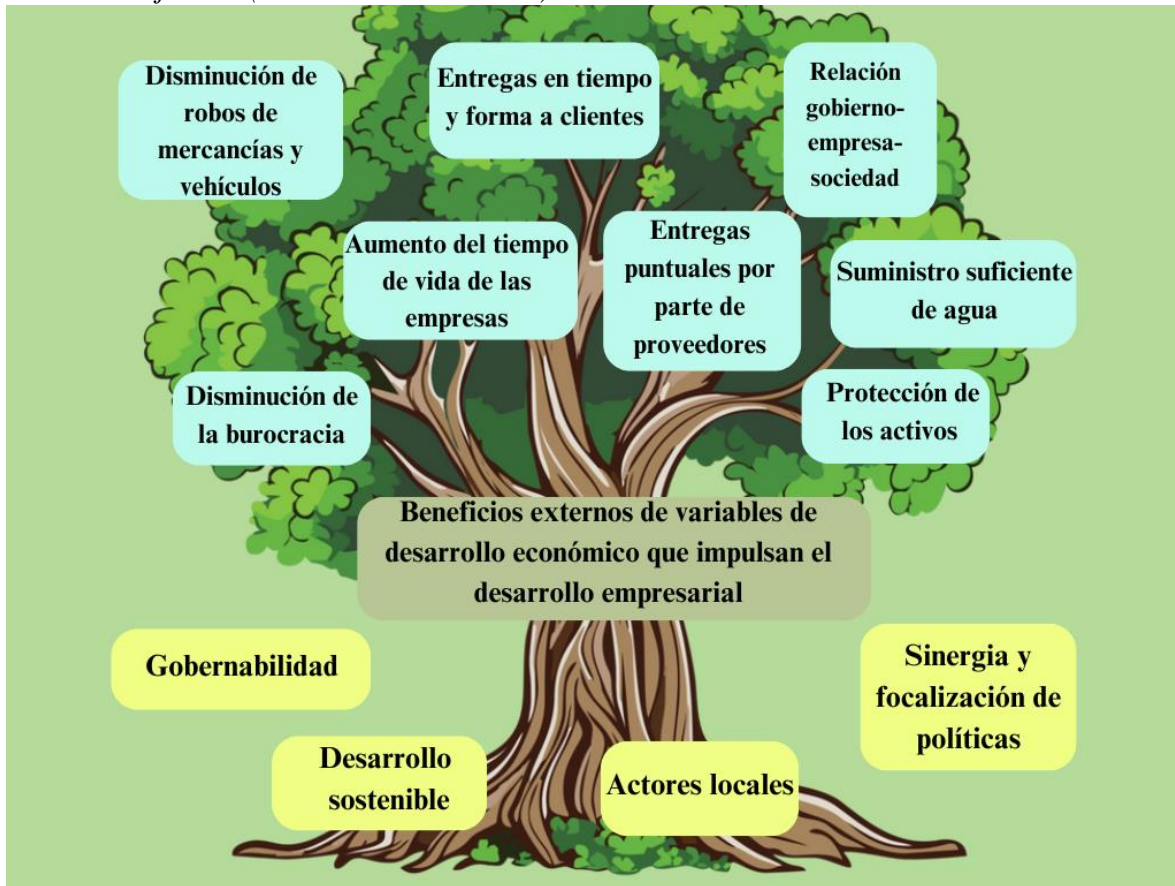 Disminución de
robos de
mercancías y
vehículos
Entregas en tiempo
y forma a clientes
Relación
gobierno-
empresa-
sociedad
Aumento del tiempo
de vida de las
empresas
Entregas
puntuales por
parte de
proveedores
Suministro suficiente
de agua
Disminución de
la burocracia
Protección de
los activos
Beneficios externos de variables de
desarrollo económico que impulsan el
desarrollo empresarial
Gobernabilidad
Sinergia y
focalización de
políticas
Desarrollo
sostenible
Actores locales